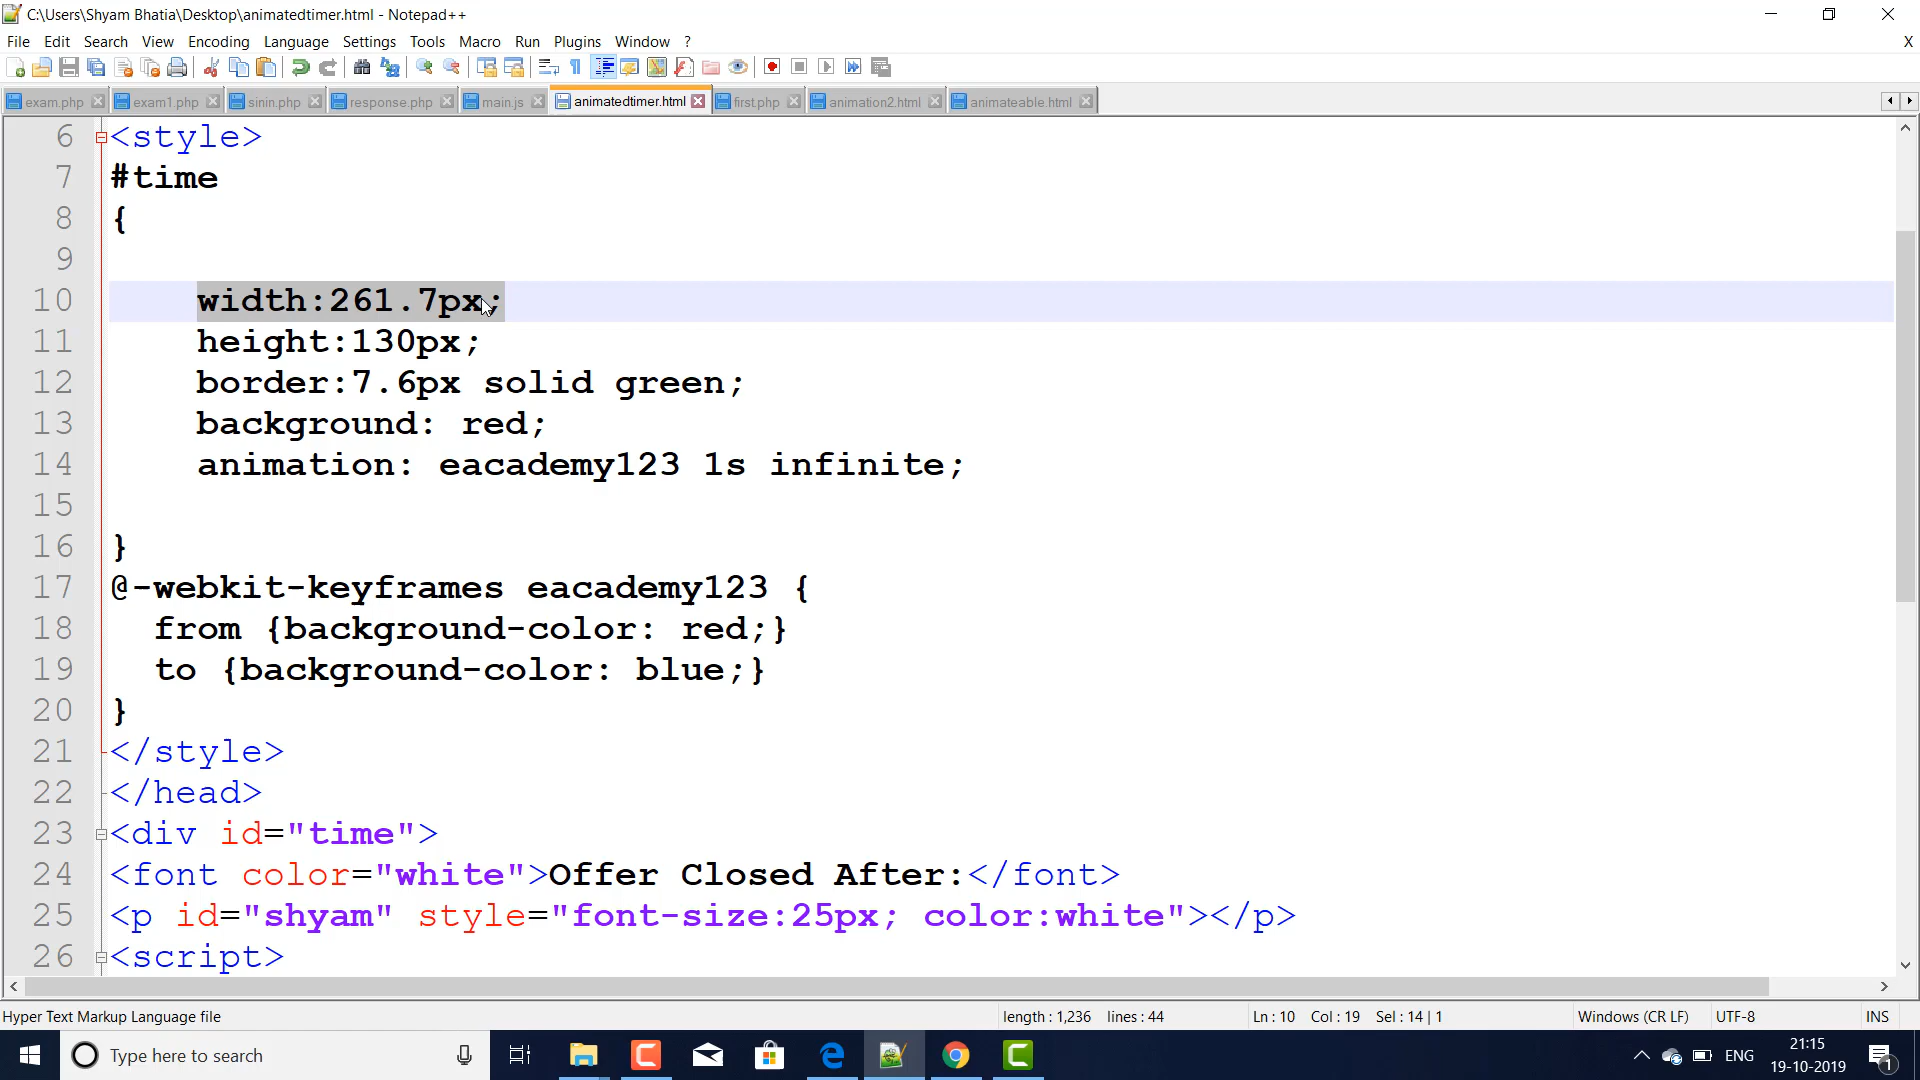 C:\Users\Shyam Bhatia\Desktop\animatedtimer.html - Notepad++
File Edit Search View Encoding Language Settings Tools Macro Run Plugins Window ? X
exam.php exam1.php sinin.php response.php main.js animatedtimer.html first.php animation2.html animateable.html
6 <style>
7 #time
8 {
9
10 width:261.7px;
11 height:130px;
12 border:7.6px solid green;
13 background: red;
14 animation: eacademy123 1s infinite;
15
16 }
17 @-webkit-keyframes eacademy123 {
18 from {background-color: red;}
19 to {background-color: blue;}
20 }
21 </style>
22 </head>
23 <div id="time">
24 <font color="white">Offer Closed After:</font>
25 <p id="shyam" style="font-size:25px; color:white"></p>
26 <script>
Hyper Text Markup Language file length : 1,236 lines : 44 Ln : 10 Col : 19 Sel : 14 | 1 Windows (CR LF) UTF-8 INS
Type here to search ENG 21:15
19-10-2019 1